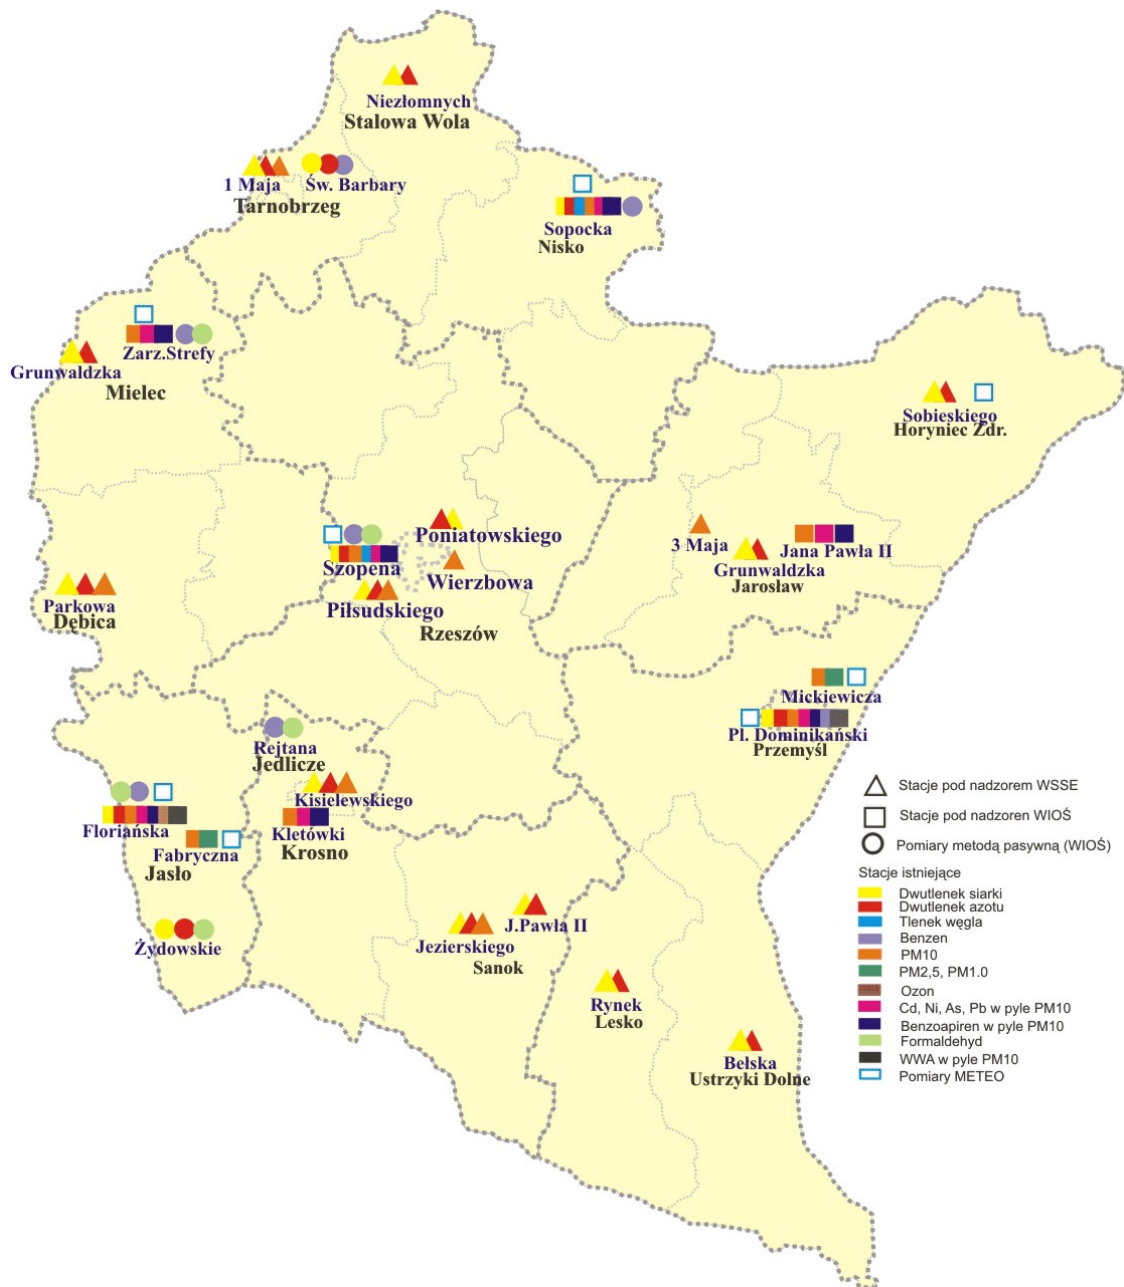 Niezłomnych
Stalowa Wola
1 Maja
Św. Barbary
Tarnobrzeg
Sopocka
Nisko
Zarz.Strefy
Grunwaldzka
Mielec
Sobieskiego
Horyniec Zdr.
Poniatowskiego
3 Maja
Jana Pawła II
Szopena
Grunwaldzka
Wierzbowa
Jarosław
Parkowa
Dębica
Piłsudskiego
Rzeszów
Mickiewicza
Pl. Dominikański
Przemyśl
Rejtana
Jedlicze
Kisielewskiego
Floriańska
Kletówki
Fabryczna
Krosno
Jasło
J.Pawła II
Żydowskie
Jezierskiego
Sanok
Rynek
Lesko
Bełska
Ustrzyki Dolne
Stacje pod nadzorem WSSE
Stacje pod nadzoren WIOŚ
Pomiary metodą pasywną (WIOŚ)
Stacje istniejące
Dwutlenek siarki
Dwutlenek azotu
Tlenek węgla
Benzen
PM10
PM2,5, PM1.0
Ozon
Cd, Ni, As, Pb w pyle PM10
Benzoapiren w pyle PM10
Formaldehyd
WWA w pyle PM10
Pomiary METEO